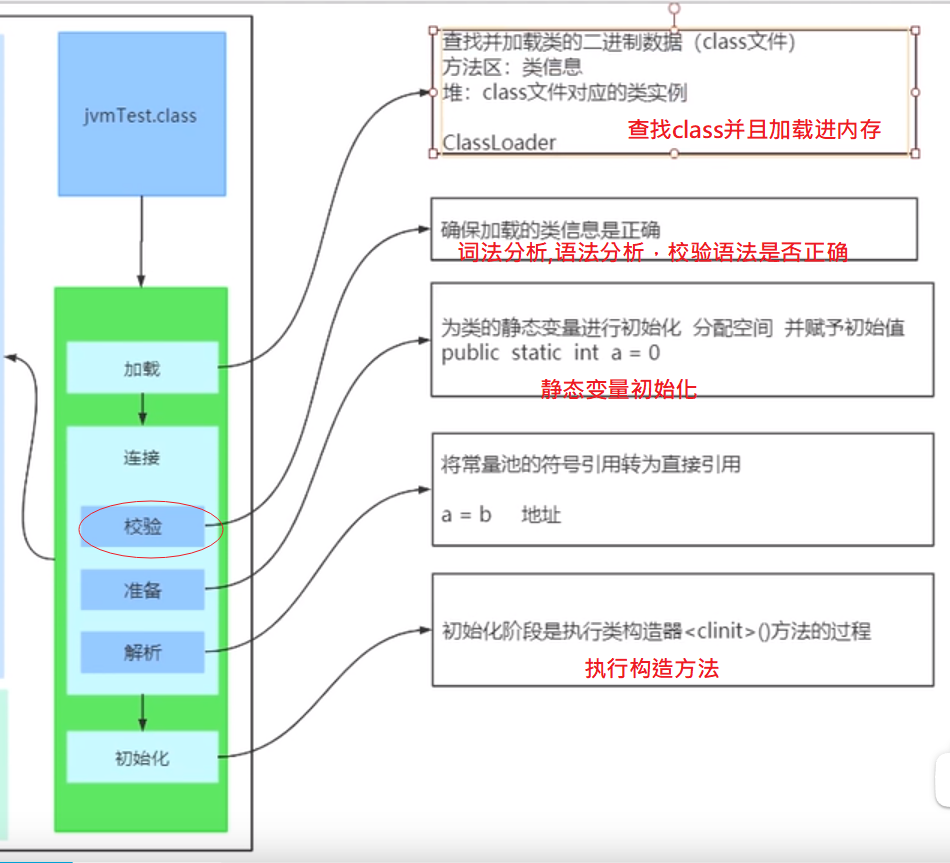 jvmTest.class
加载
连接
校验
准备
解析
初始化
查找并加载类的二进制数据（class文件）
方法区：类信息
堆：class文件对应的类实例
查找class并且加载进内存
ClassLoader
确保加载的类信息是正确
词法分析,语法分析，校验语法是否正确
为类的静态变量进行初始化 分配空间 并赋予初始值
public static int a = 0
静态变量初始化
将常量池的符号引用转为直接引用
a = b 地址
初始化阶段是执行类构造器<clinit>()方法的过程
执行构造方法